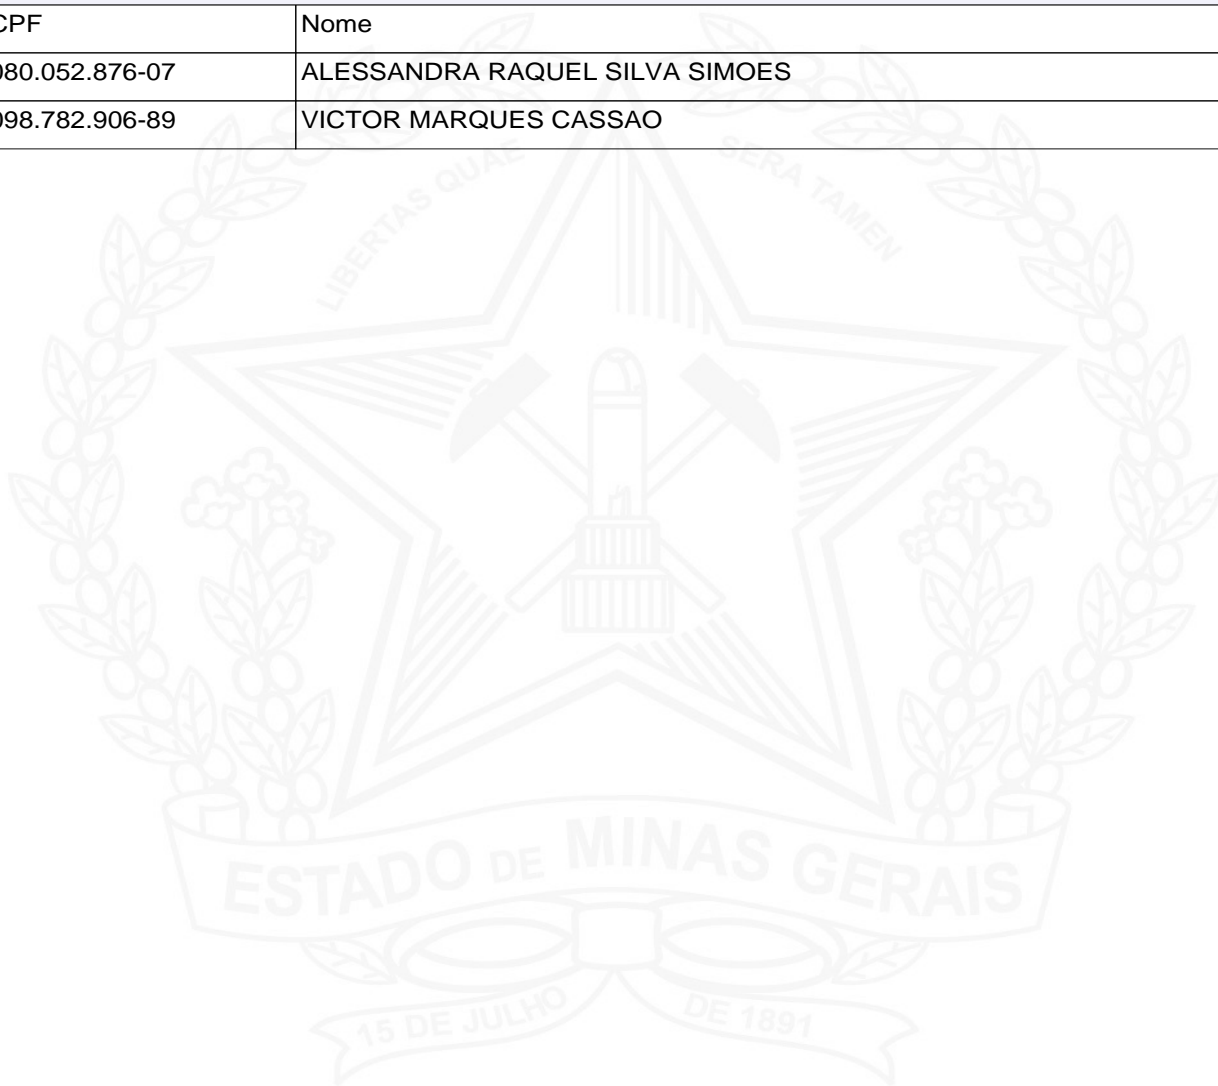 CPF Nome
080.052.876-07 ALESSANDRA RAQUEL SILVA SIMOES
098.782.906-89 VICTOR MARQUES CASSAO
LIBERTAS QUAE SERA TAMEN
ESTADO DE MINAS GERAIS
15 DE JULHO DE 1891